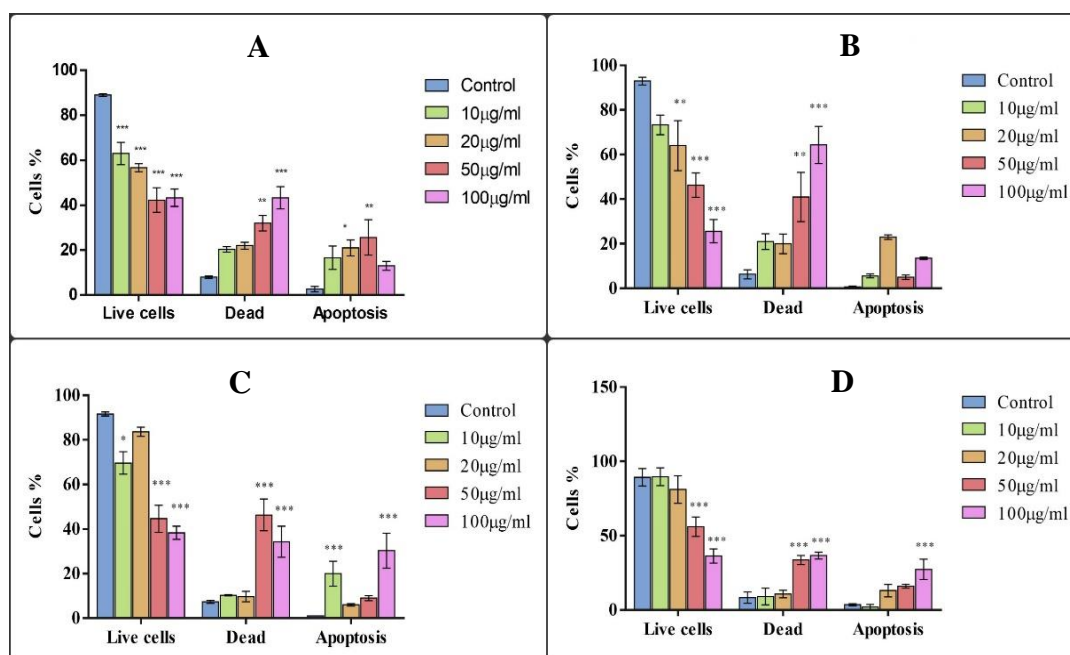 A
100
80
60
40
20
0
Cells %
*** *** *** ***
** ***
* **
Live cells Dead Apoptosis
Control
10μg/ml
20μg/ml
50μg/ml
100μg/ml
B
100
80
60
40
20
0
Cells %
** *** ***
** ***
Live cells Dead Apoptosis
Control
10μg/ml
20μg/ml
50μg/ml
100μg/ml
C
100
80
60
40
20
0
Cells %
* *** ***
*** ***
*** ***
Live cells Dead Apoptosis
Control
10μg/ml
20μg/ml
50μg/ml
100μg/ml
D
150
100
50
0
Cells %
*** ***
*** ***
***
Live cells Dead Apoptosis
Control
10μg/ml
20μg/ml
50μg/ml
100μg/ml